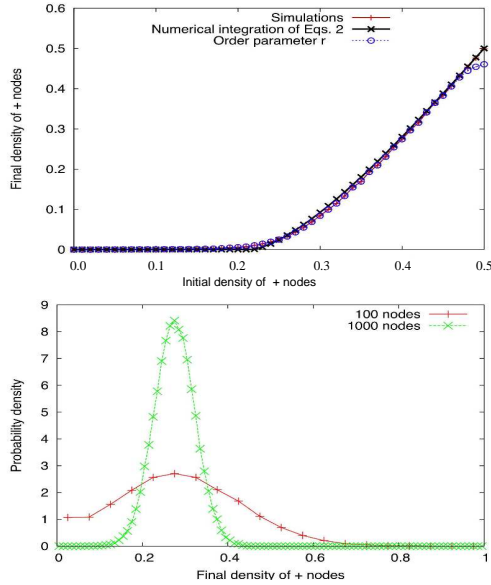 Simulations
Numerical integration of Eqs. 2
Order parameter r
0.6
0.5
0.4
0.3
0.2
0.1
0
Final density of + nodes
0.0 0.1 0.2 0.3 0.4 0.5
Initial density of + nodes
100 nodes
1000 nodes
9
8
7
6
5
4
3
2
1
0
Probability density
0 0.2 0.4 0.6 0.8 1
Final density of + nodes